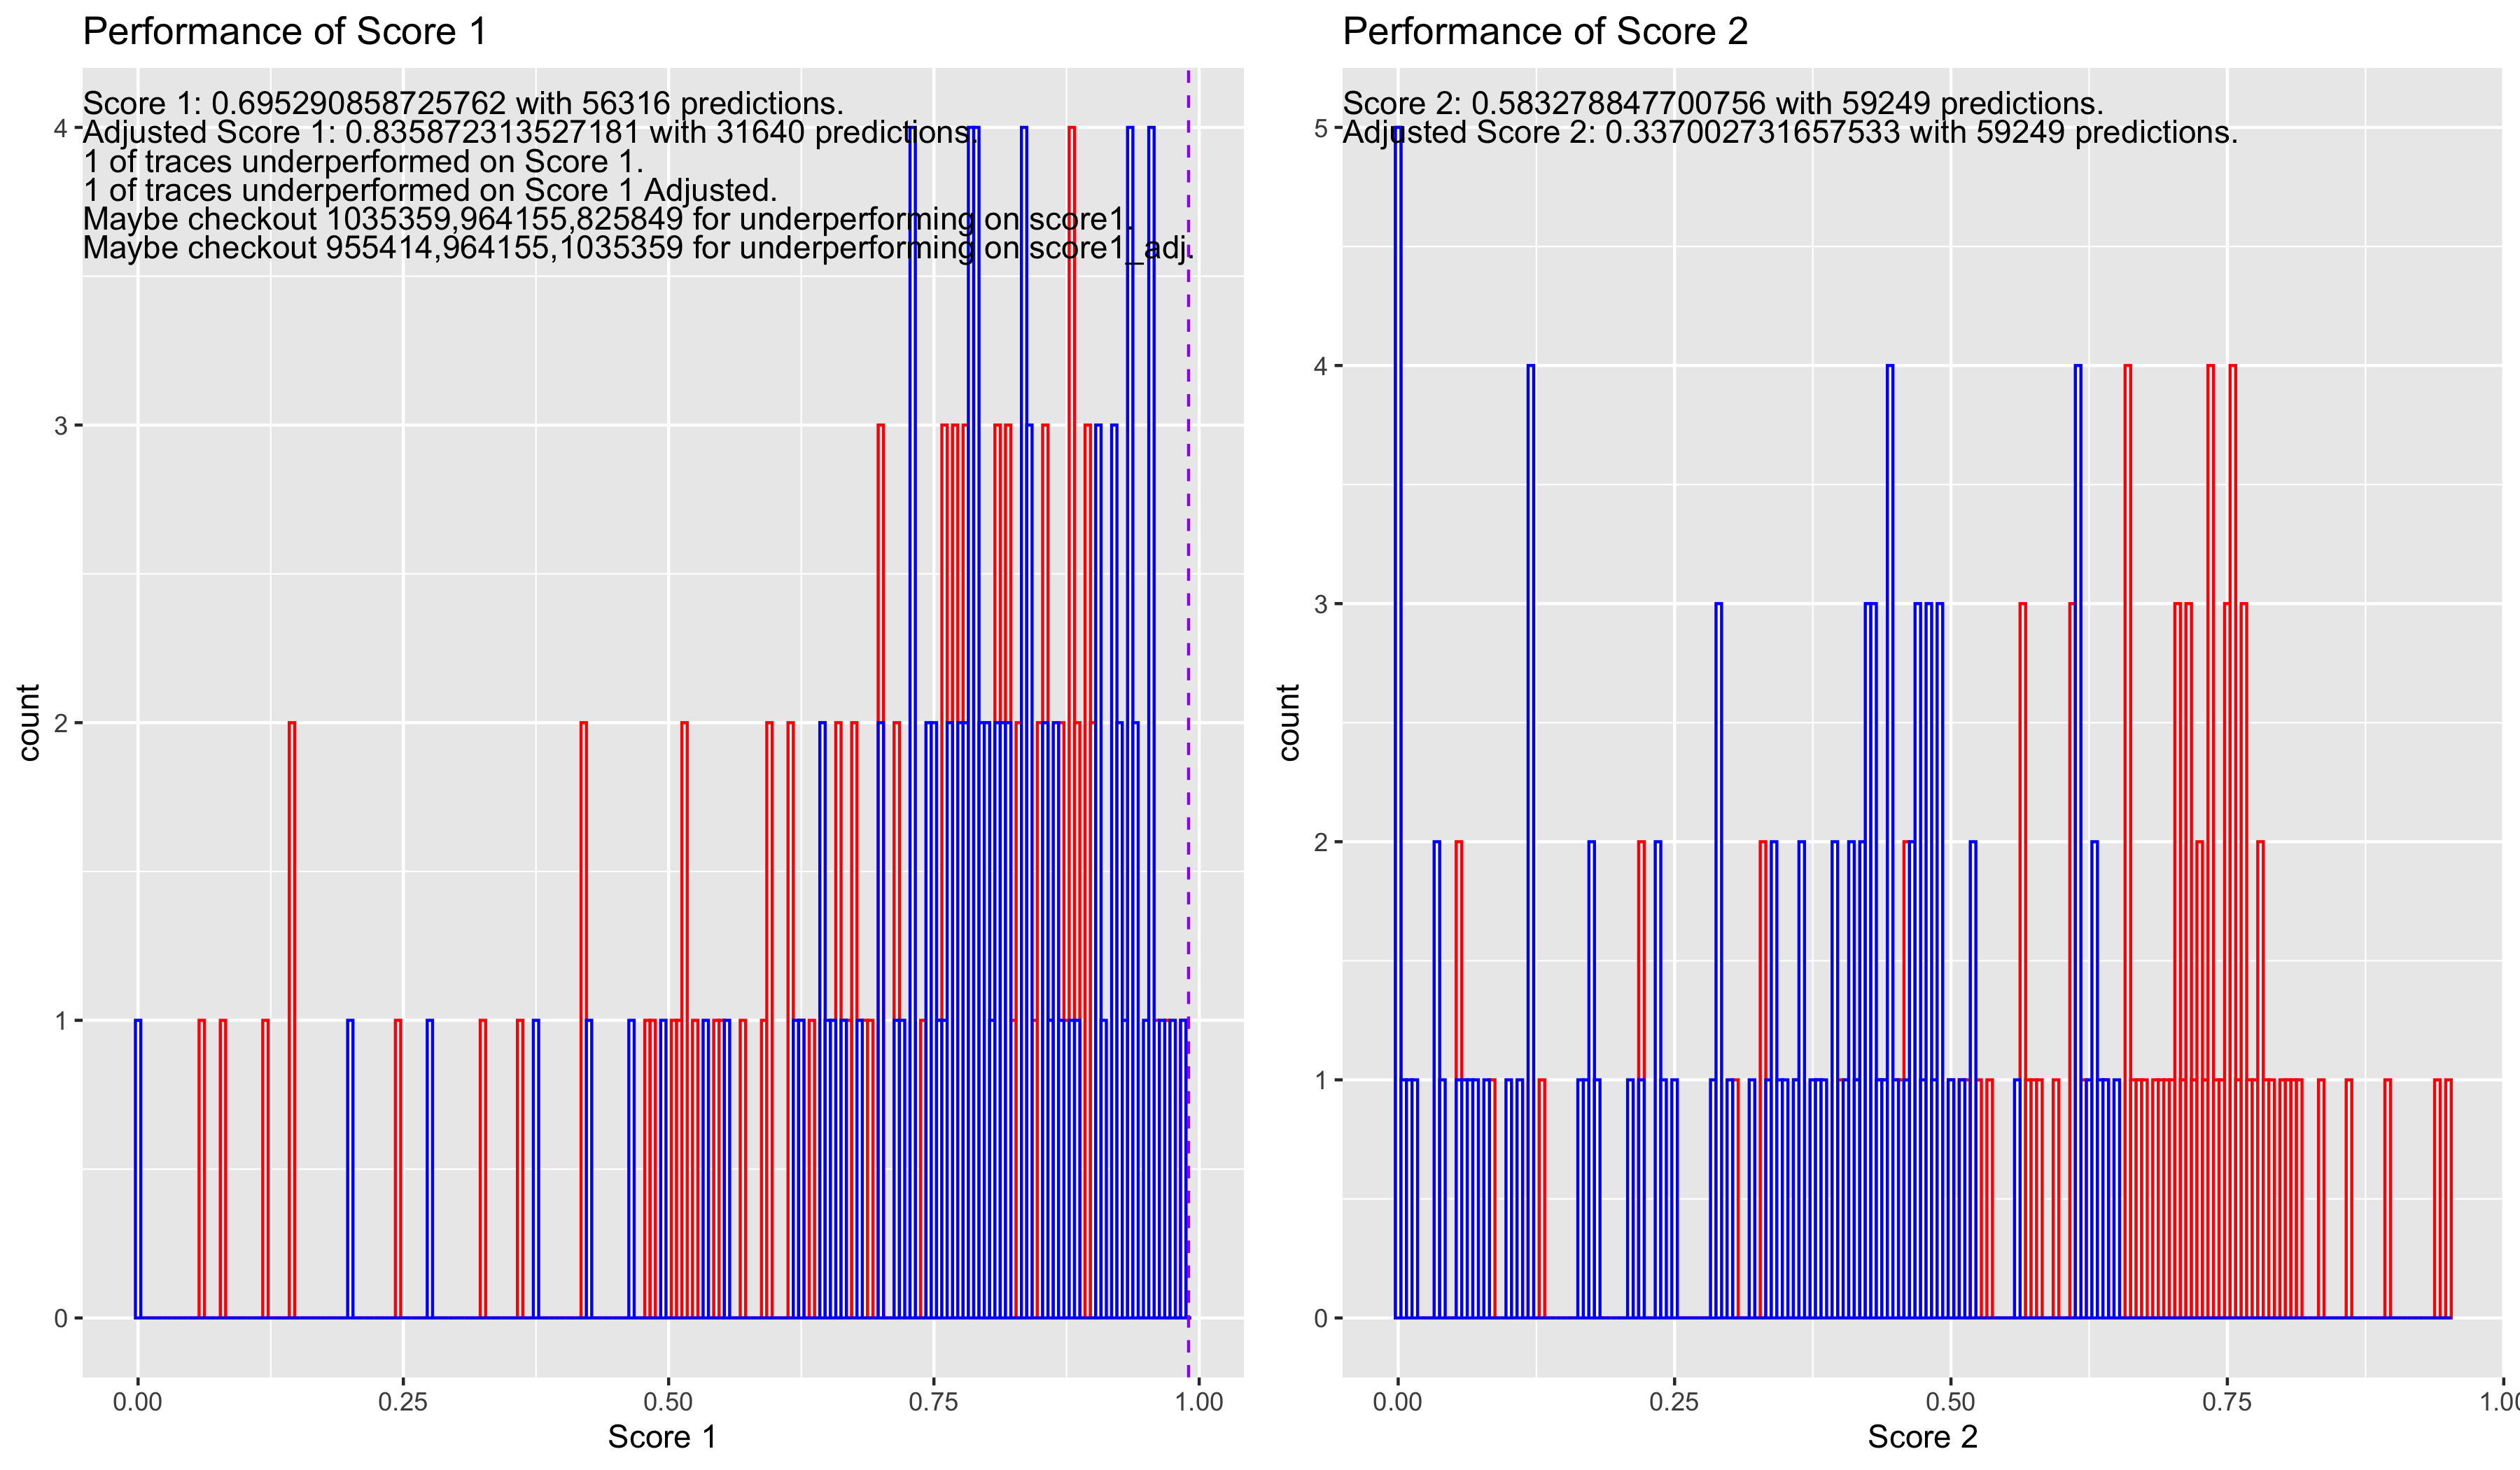 Performance of Score 1
Score 1: 0.695290858725762 with 56316 predictions.
Adjusted Score 1: 0.835872313527181 with 31640 predictions.
1 of traces underperformed on Score 1.
1 of traces underperformed on Score 1 Adjusted.
Maybe checkout 1035359,964155,825849 for underperforming on score1.
Maybe checkout 955414,964155,1035359 for underperforming on score1_adj.
4
3
2
1
0
count
0.00 0.25 0.50 0.75 1.00
Score 1
Performance of Score 2
Score 2: 0.583278847700756 with 59249 predictions.
Adjusted Score 2: 0.337002731657533 with 59249 predictions.
5
4
3
2
1
0
count
0.00 0.25 0.50 0.75 1.00
Score 2